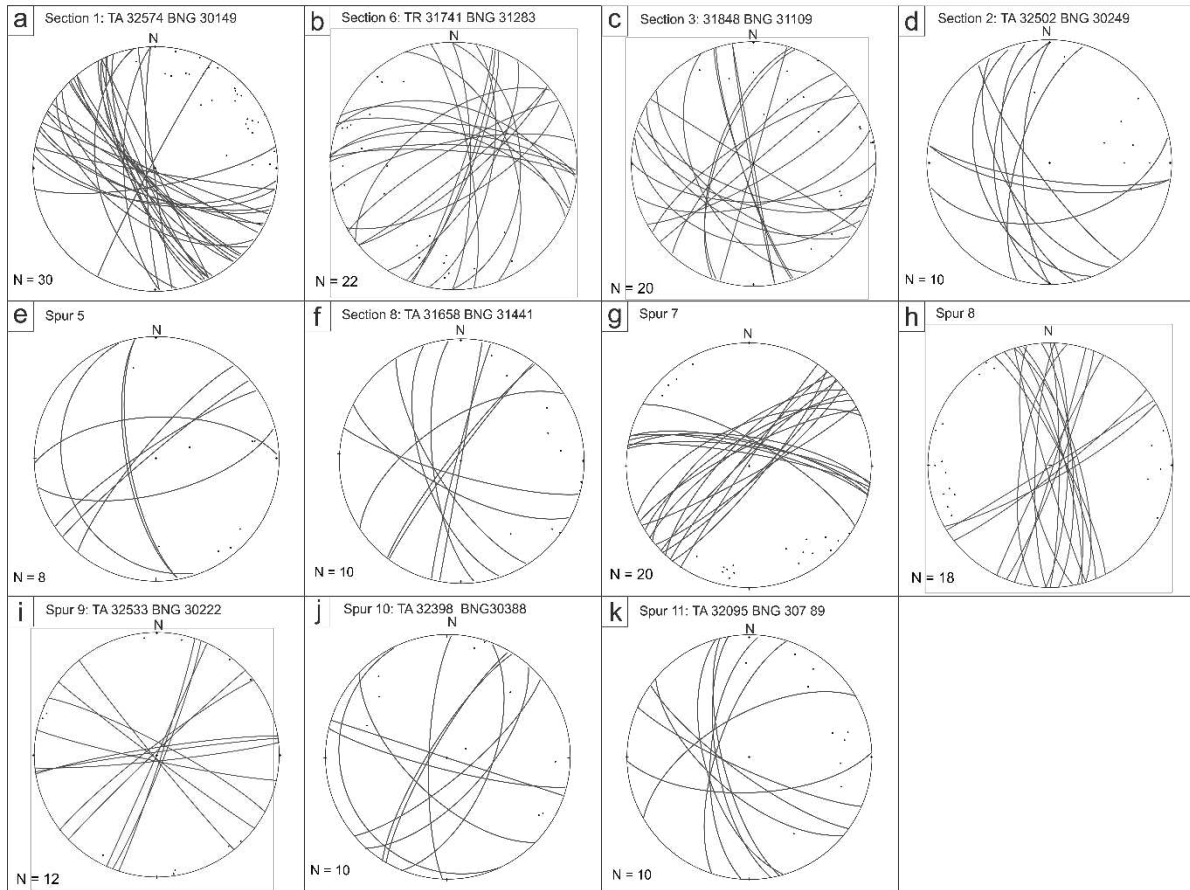 a Section 1: TA 32574 BNG 30149
N
N = 30
b Section 6: TR 31741 BNG 31283
N
N = 22
c Section 3: 31848 BNG 31109
N
N = 20
d Section 2: TA 32502 BNG 30249
N
N = 10
e Spur 5
N
N = 8
f Section 8: TA 31658 BNG 31441
N
N = 10
g Spur 7
N
N = 20
h Spur 8
N
N = 18
i Spur 9: TA 32533 BNG 30222
N
N = 12
j Spur 10: TA 32398 BNG30388
N
N = 10
k Spur 11: TA 32095 BNG 307 89
N
N = 10